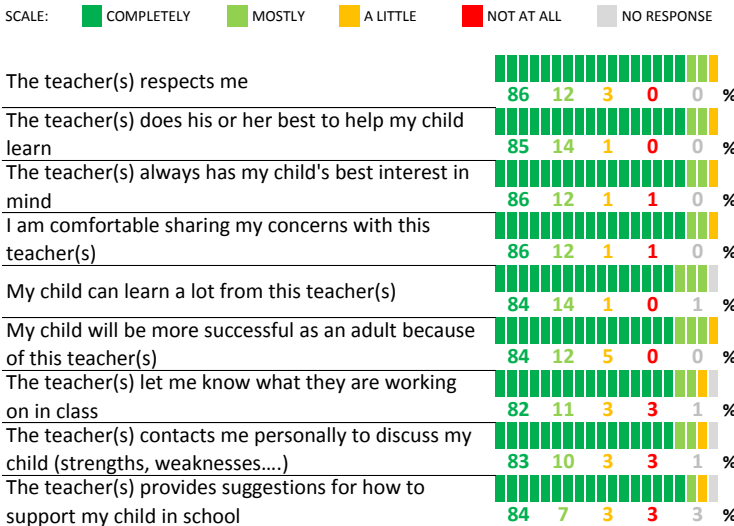 SCALE: COMPLETELY MOSTLY A LITTLE NOT AT ALL NO RESPONSE
The teacher(s) respects me
86 12 3 0 0 %
The teacher(s) does his or her best to help my child
learn
85 14 1 0 0 %
The teacher(s) always has my child's best interest in
mind
86 12 1 1 0 %
I am comfortable sharing my concerns with this
teacher(s)
86 12 1 1 0 %
My child can learn a lot from this teacher(s)
84 14 1 0 1 %
My child will be more successful as an adult because
of this teacher(s)
84 12 5 0 0 %
The teacher(s) let me know what they are working
on in class
82 11 3 3 1 %
The teacher(s) contacts me personally to discuss my
child (strengths, weaknesses....)
83 10 3 3 1 %
The teacher(s) provides suggestions for how to
support my child in school
84 7 3 3 3 %